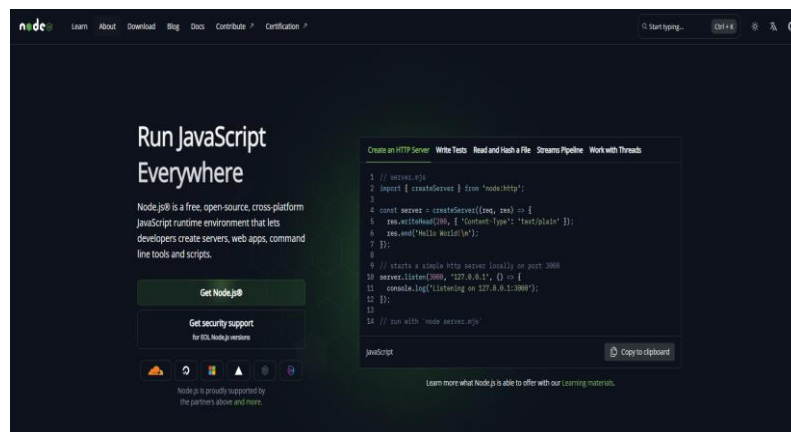 node
Learn About Download Blog Docs Contribute Certification
Start typing... Ctrl + K
Run JavaScript
Everywhere
Node.js® is a free, open-source, cross-platform
JavaScript runtime environment that lets
developers create servers, web apps, command
line tools and scripts.
Get Node.js®
Get security support
for EOL Node.js versions
Node.js is proudly supported by
the partners above and more.
Create an HTTP Server Write Tests Read and Hash a File Streams Pipeline Work with Threads
1 // server.mjs
2 import { createServer } from 'node:http';
3
4 const server = createServer((req, res) => {
5 res.writeHead(200, { 'Content-Type': 'text/plain' });
6 res.end('Hello World!\n');
7 });
8
9 // starts a simple http server locally on port 3000
10 server.listen(3000, '127.0.0.1', () => {
11 console.log('Listening on 127.0.0.1:3000');
12 });
13
14 // run with `node server.mjs`
JavaScript Copy to clipboard
Learn more what Node.js is able to offer with our Learning materials.